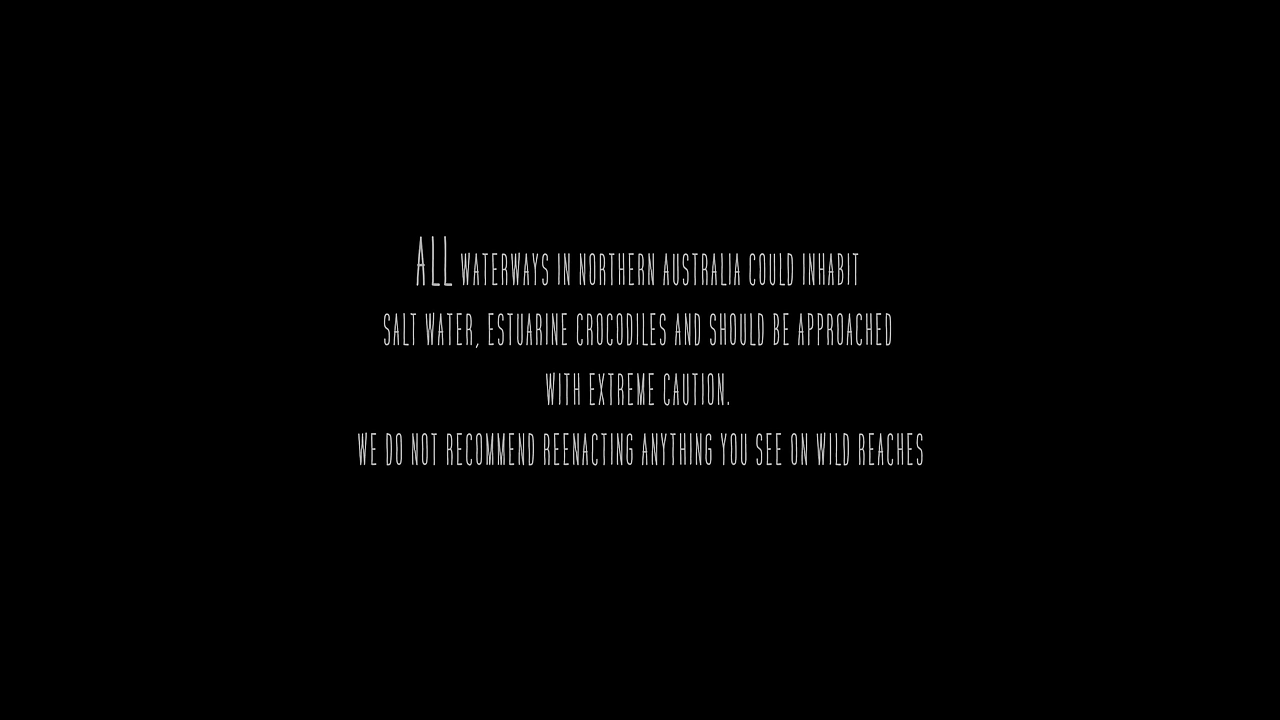 ALL WATERWAYS IN NORTHERN AUSTRALIA COULD INHABIT
SALT WATER, ESTUARINE CROCODILES AND SHOULD BE APPROACHED
WITH EXTREME CAUTION.
WE DO NOT RECOMMEND REENACTING ANYTHING YOU SEE ON WILD REACHES